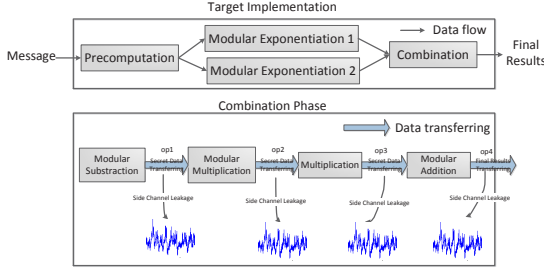 Target Implementation
Data flow
Message
Precomputation
Modular Exponentiation 1
Modular Exponentiation 2
Combination
Final
Results
Combination Phase
Data transferring
Modular
Substraction
op1
Secret Data
Transferring
Modular
Multiplication
op2
Secret Data
Transferring
Multiplication
op3
Secret Data
Transferring
Modular
Addition
op4
Final Results
Transferring
Side Channel Leakage
Side Channel Leakage
Side Channel Leakage
Side Channel Leakage